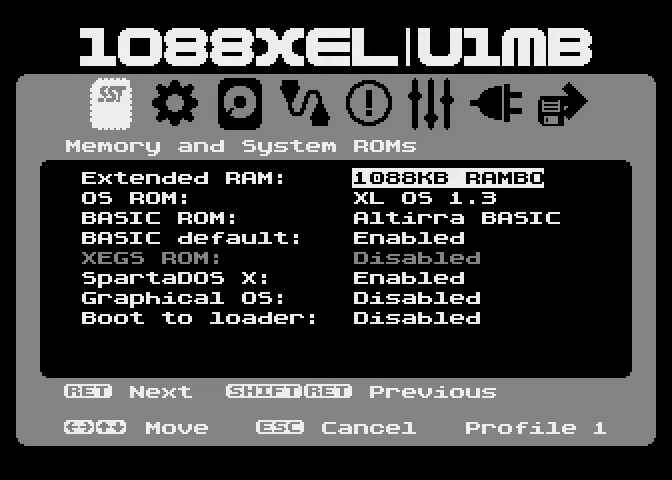 1088XEL|U1MB
SST
Memory and System ROMs
Extended RAM: 1088KB RAMBO
OS ROM: XL OS 1.3
BASIC ROM: Altirra BASIC
BASIC default: Enabled
XEGS ROM: Disabled
SpartaDOS X: Enabled
Graphical OS: Disabled
Boot to loader: Disabled
RET Next SHIFT RET Previous
Move ESC Cancel Profile 1